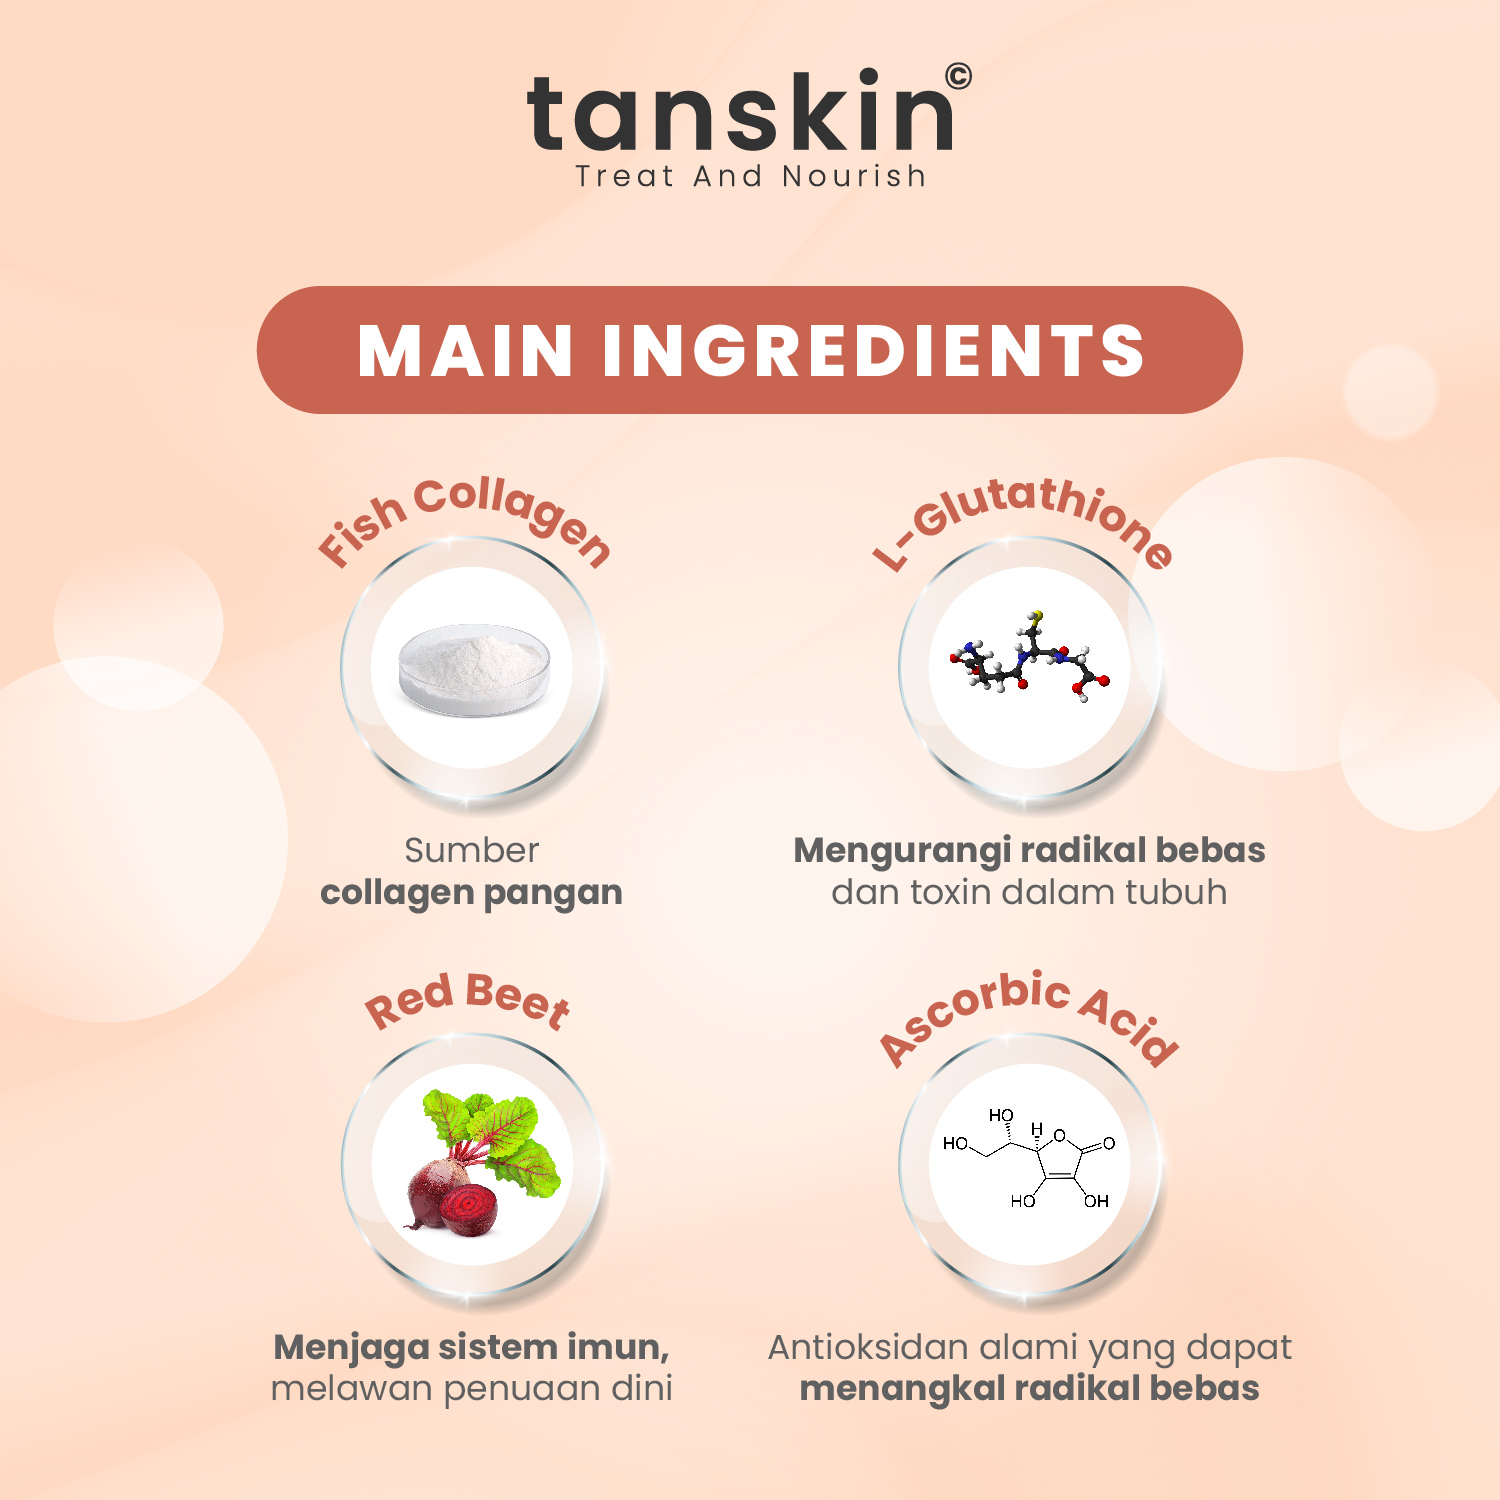 tanskin©
Treat And Nourish
MAIN INGREDIENTS
Fish Collagen
Sumber
collagen pangan
L-Glutathione
Mengurangi radikal bebas
dan toxin dalam tubuh
Red Beet
Menjaga sistem imun,
melawan penuaan dini
Ascorbic Acid
HO
HO
H
O
O
HO
OH
Antioksidan alami yang dapat
menangkal radikal bebas